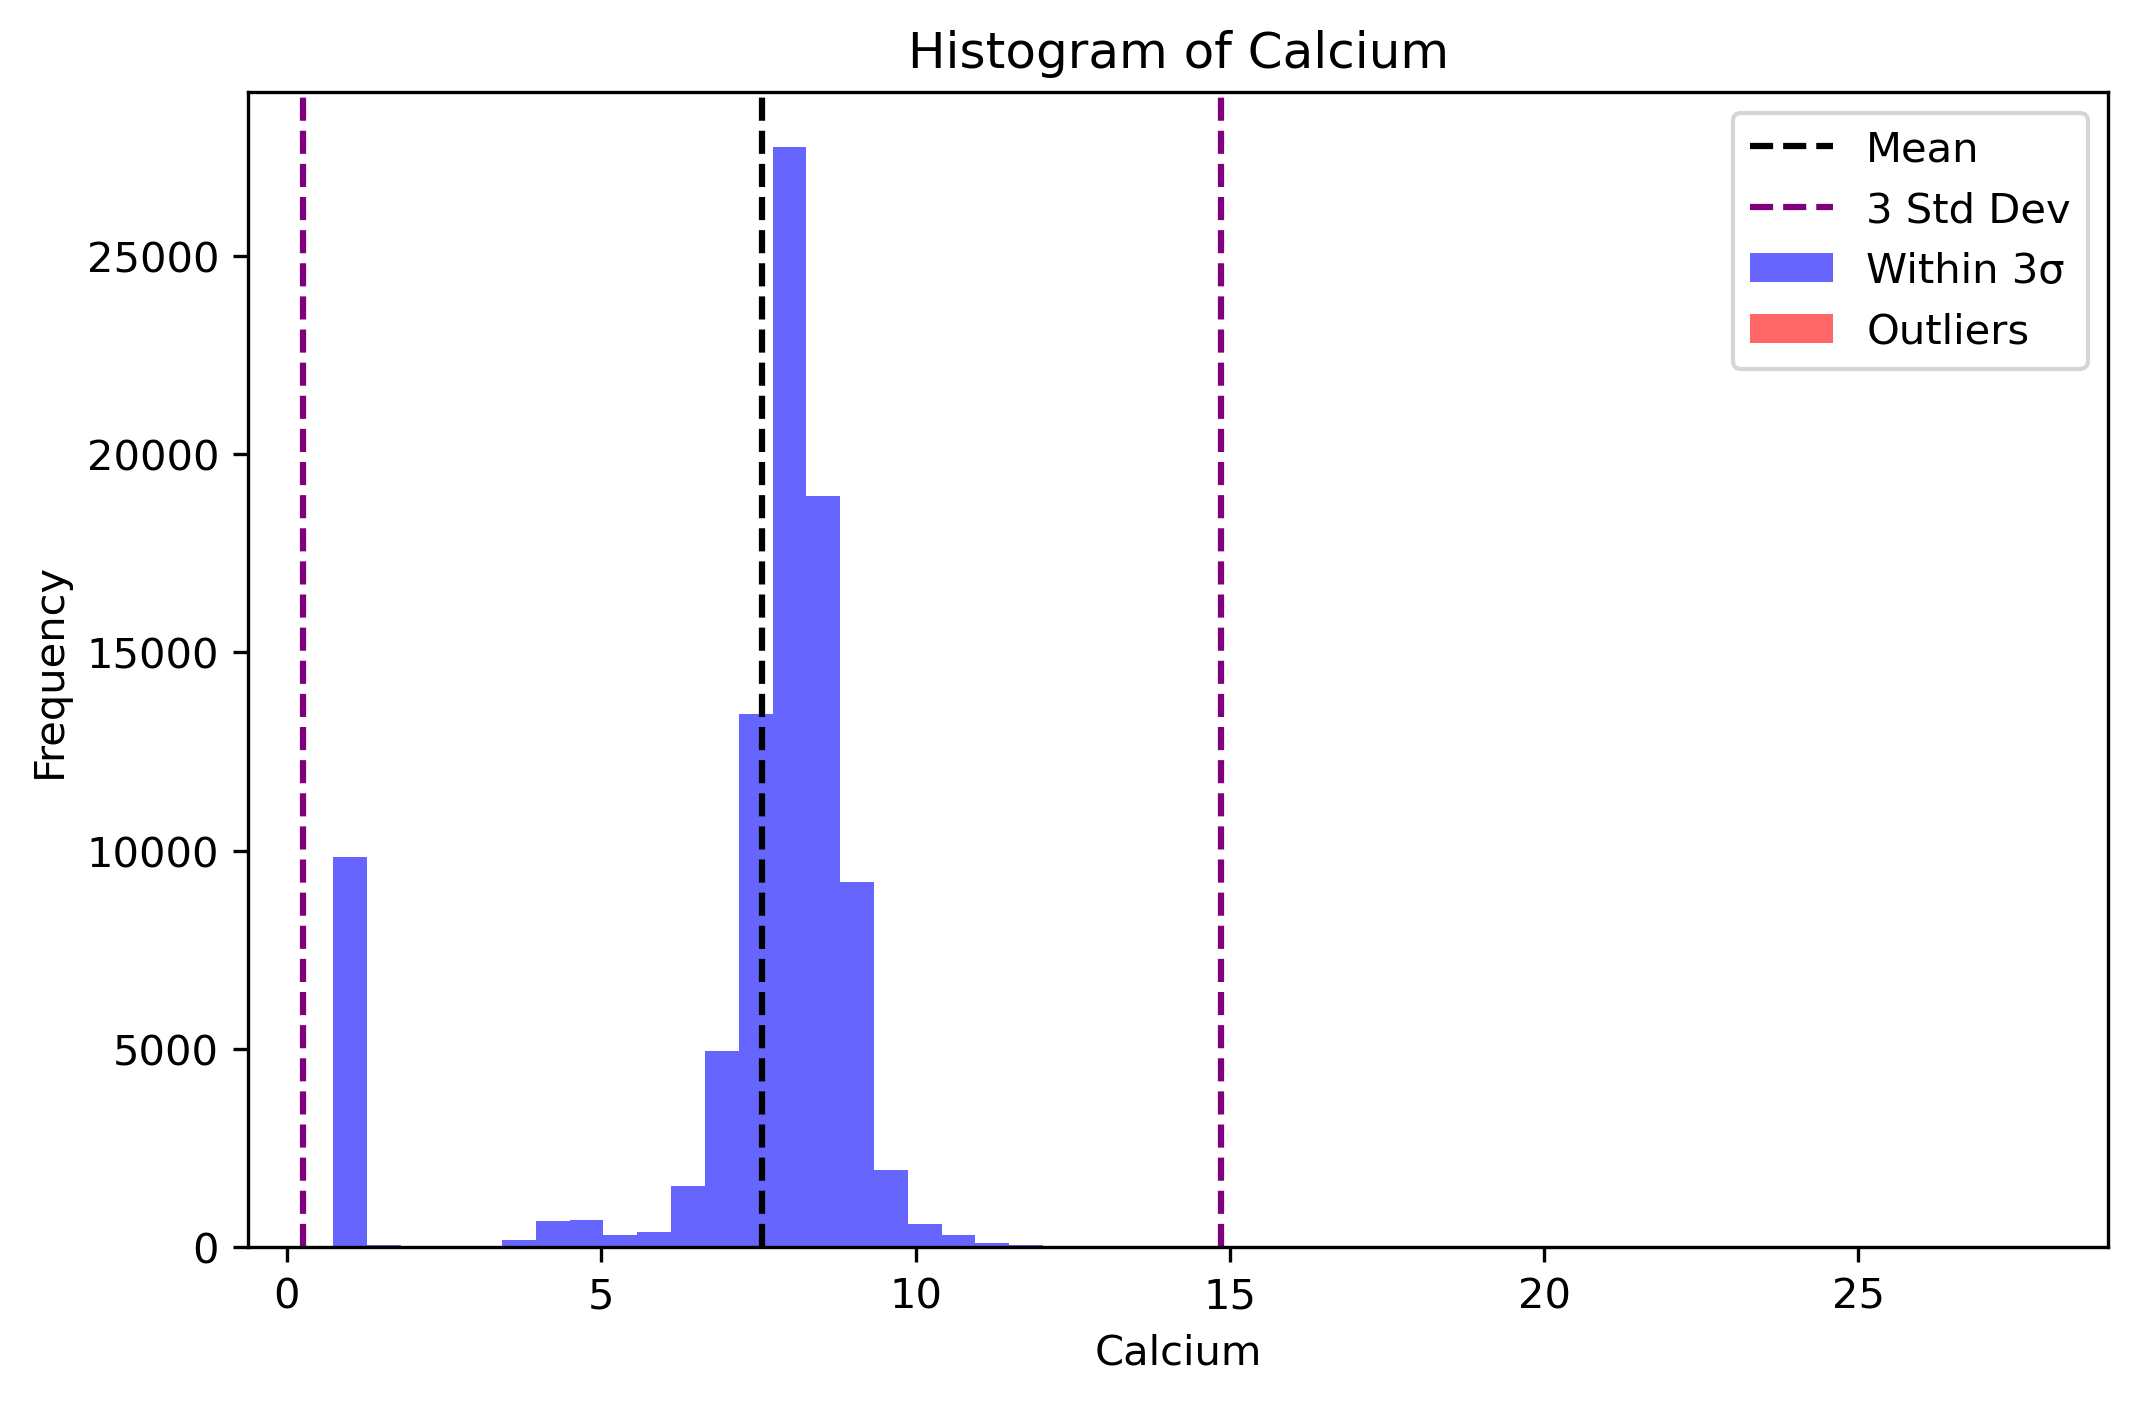 Histogram of Calcium
Mean
3 Std Dev
Within 3σ
Outliers
Frequency
25000
20000
15000
10000
5000
0
0 5 10 15 20 25
Calcium